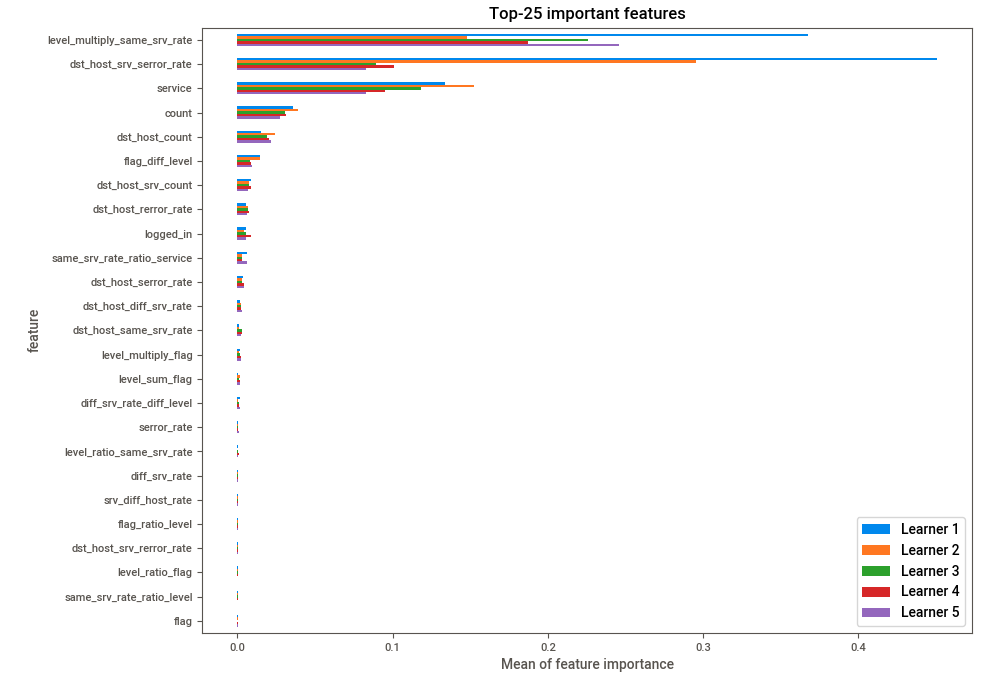 Top-25 important features
level_multiply_same_srv_rate
dst_host_srv_serror_rate
service
count
dst_host_count
flag_diff_level
dst_host_srv_count
dst_host_rerror_rate
logged_in
same_srv_rate_ratio_service
dst_host_serror_rate
dst_host_diff_srv_rate
dst_host_same_srv_rate
level_multiply_flag
level_sum_flag
diff_srv_rate_diff_level
serror_rate
level_ratio_same_srv_rate
diff_srv_rate
srv_diff_host_rate
flag_ratio_level
dst_host_srv_rerror_rate
level_ratio_flag
same_srv_rate_ratio_level
flag
feature
Learner 1
Learner 2
Learner 3
Learner 4
Learner 5
0.0 0.1 0.2 0.3 0.4
Mean of feature importance